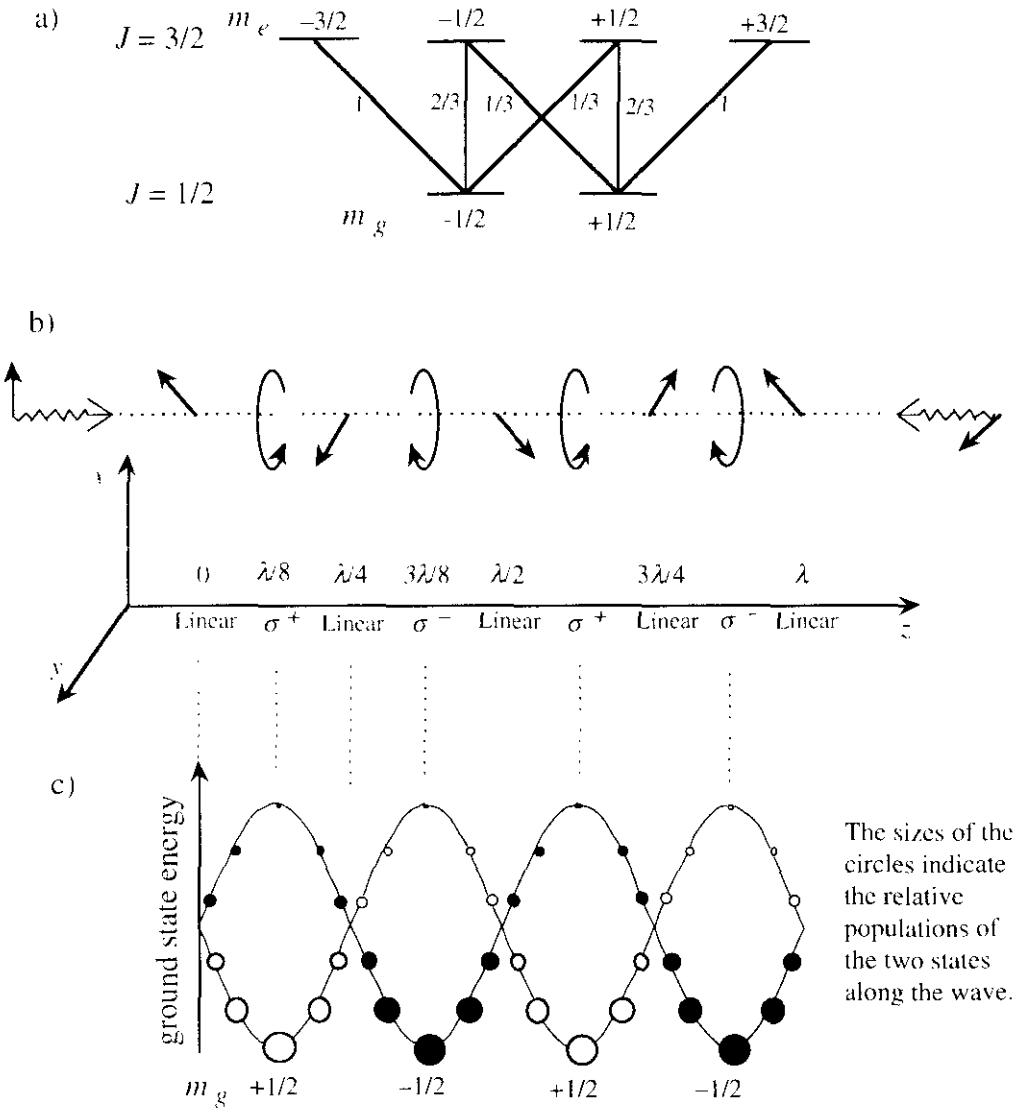 a)
m e −3/2 −1/2 +1/2 +3/2
J = 3/2
1 2/3 1/3 1/3 2/3 1
J = 1/2
m g -1/2 +1/2
b)
0 λ/8 λ/4 3λ/8 λ/2 3λ/4 λ
Linear σ + Linear σ − Linear σ + Linear σ - Linear
y
c)
ground state energy
The sizes of the
circles indicate
the relative
populations of
the two states
along the wave.
m g +1/2 −1/2 +1/2 −1/2